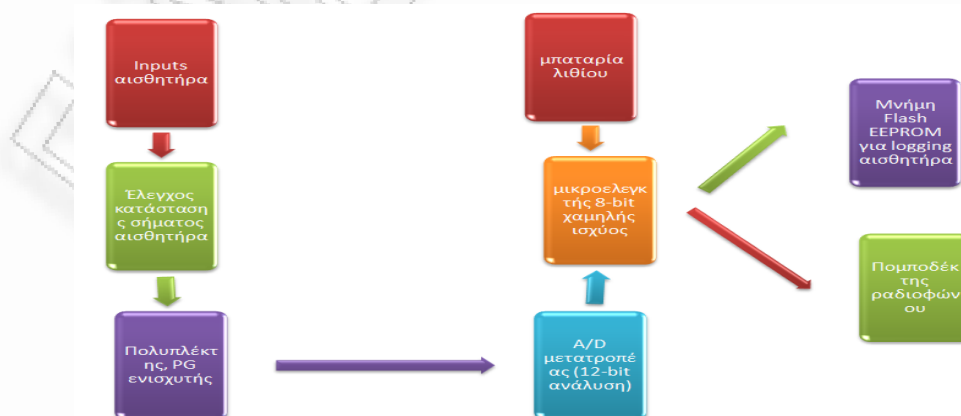 Inputs
αισθητήρα
Έλεγχος
κατάσταση
ς σήματος
αισθητήρα
Πολυπλέκτ
ης, PG
ενισχυτής
μπαταρία
λιθίου
μικροελεγκ
τής 8-bit
χαμηλής
ισχύος
A/D
μετατροπέ
ας (12-bit
ανάλυση)
Μνήμη
Flash
EEPROM
για logging
αισθητήρα
Πομποδέκ
της
ραδιοφών
ου